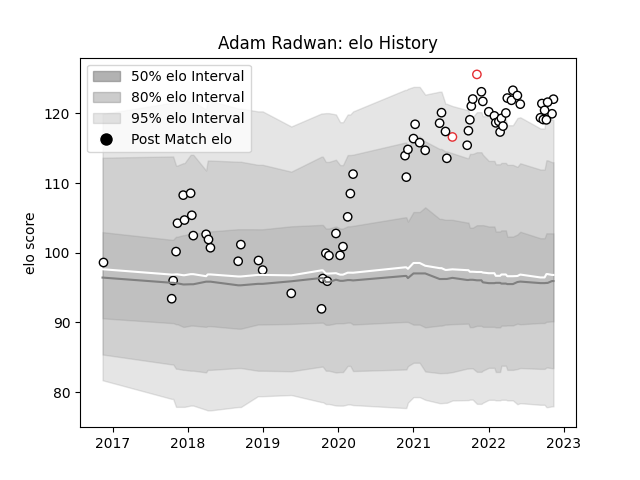 Adam Radwan: elo History
50% elo Interval
80% elo Interval
95% elo Interval
Post Match elo
elo score
120
110
100
90
80
2017 2018 2019 2020 2021 2022 2023